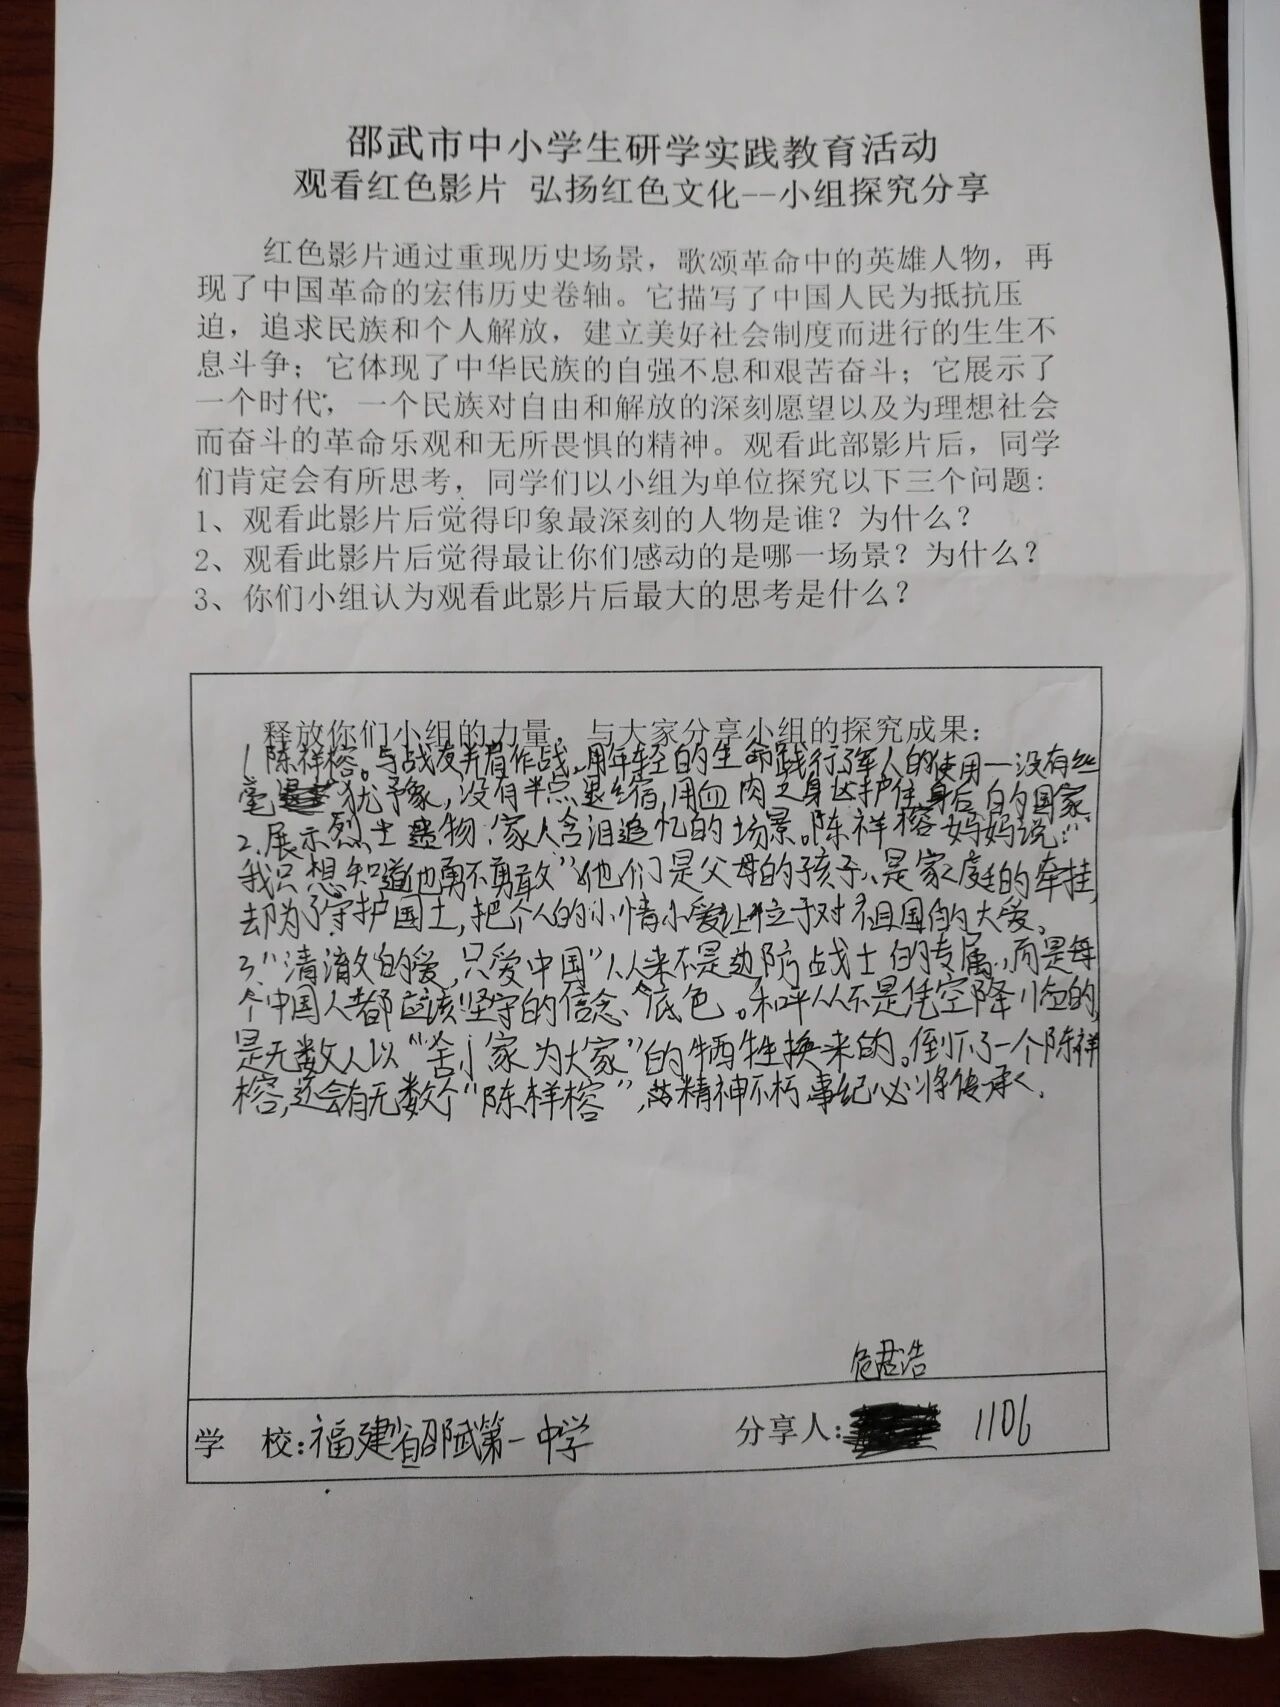 邵武市中小学生研学实践教育活动
观看红色影片 弘扬红色文化--小组探究分享
红色影片通过重现历史场景，歌颂革命中的英雄人物，再
现了中国革命的宏伟历史卷轴。它描写了中国人民为抵抗压
迫，追求民族和个人解放，建立美好社会制度而进行的生生不
息斗争；它体现了中华民族的自强不息和艰苦奋斗；它展示了
一个时代，一个民族对自由和解放的深刻愿望以及为理想社会
而奋斗的革命乐观和无所畏惧的精神。观看此部影片后，同学
们肯定会有所思考，同学们以小组为单位探究以下三个问题：
1、观看此影片后觉得印象最深刻的人物是谁？为什么？
2、观看此影片后觉得最让你们感动的是哪一场景？为什么？
3、你们小组认为观看此影片后最大的思考是什么？
释放你们小组的力量，与大家分享小组的探究成果：
1.陈祥榕。与战友并肩作战。用年轻的生命践行了军人的使用一没有丝
毫犹予象，没有半点退缩，用血肉之身 护住身后的国家。
2.展示烈士遗物，家人含泪追忆的场景。陈祥榕妈妈说："
我只想知道他勇不勇敢"他们是父母的孩子，是家庭的牵挂，
却为了守护国土，把个人的小情小爱让位于对祖国的大爱。
3."清澈的爱，只爱中国"从来不是边防战士的专属，而是每
个中国人都应该坚守的信念、底色。和平从不是凭空降临的，
是无数人以"舍小家为大家"的牺牲换来的。倒下了一个陈祥
榕，还会有无数个"陈样榕"，精神不朽，事纪必将传承。
危君浩
学 校：福建省邵武第一中学
分享人： 1106